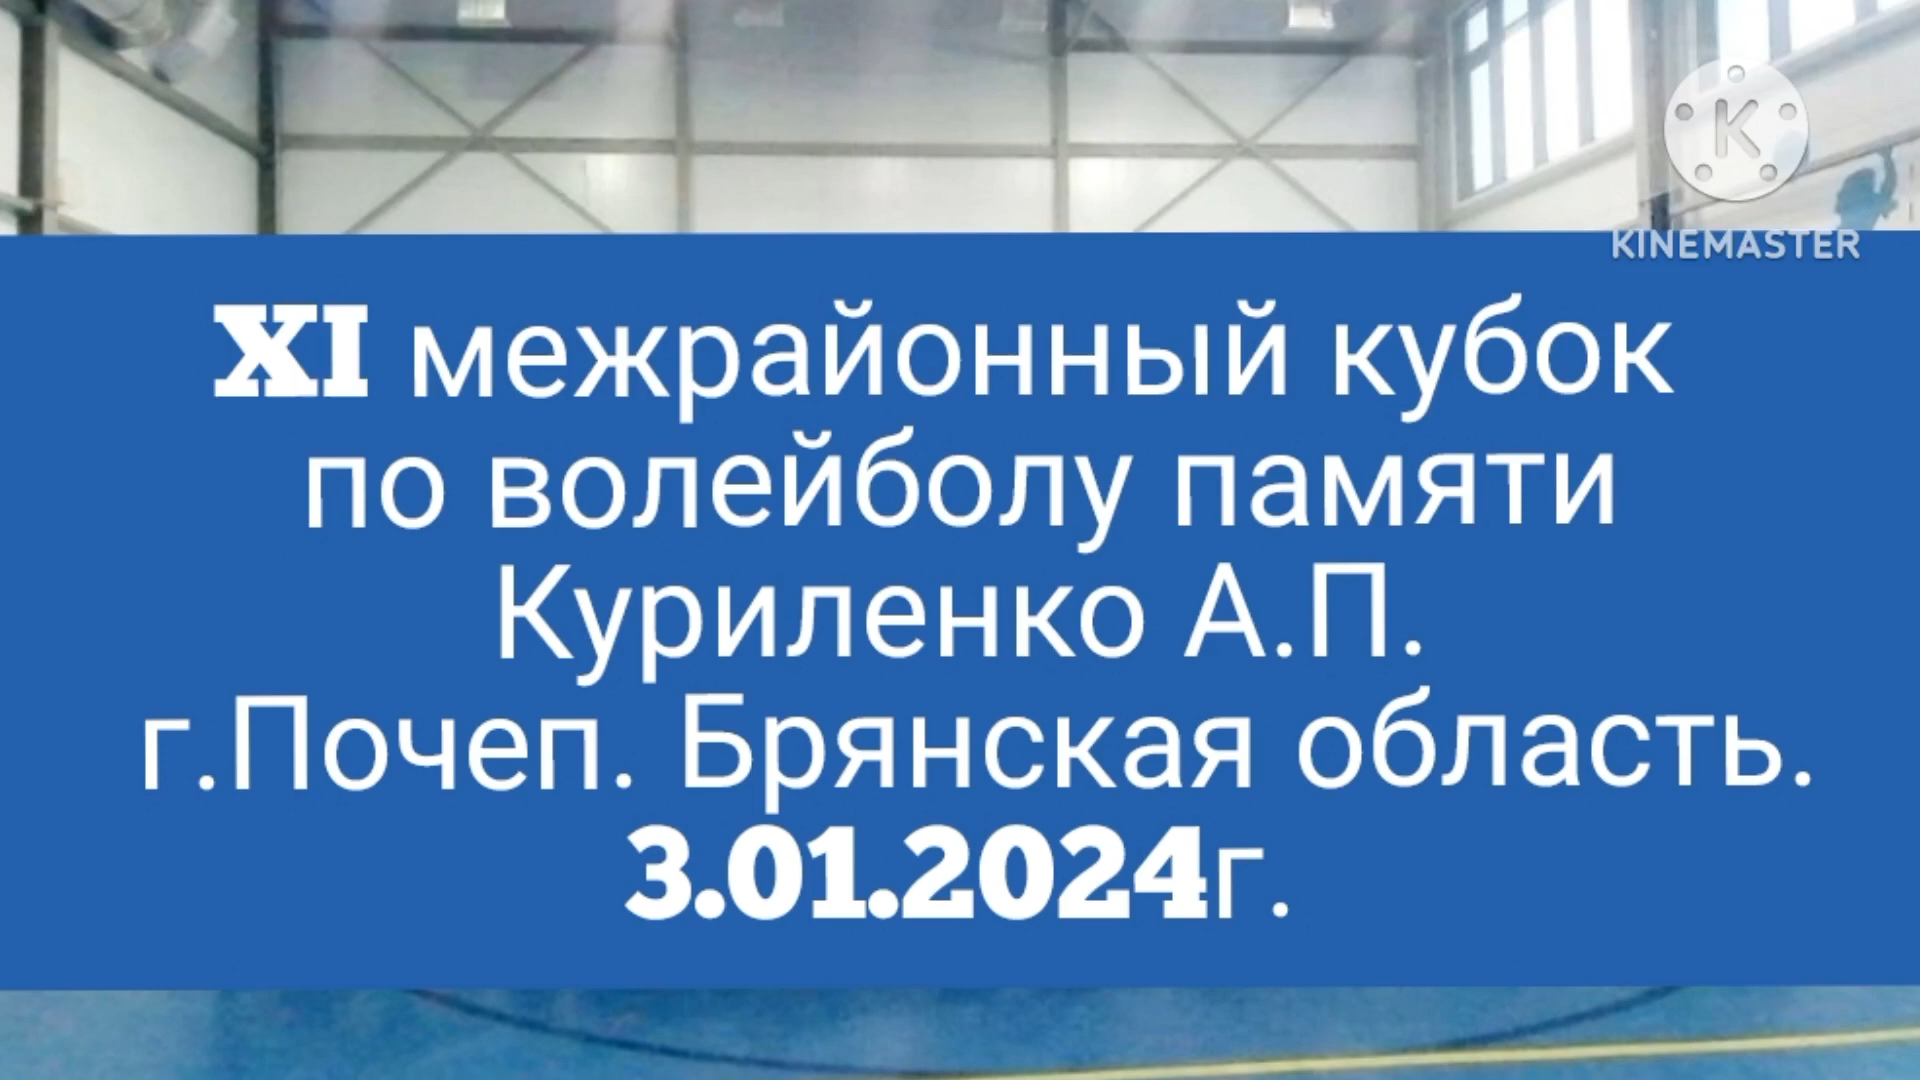 K
KINEMASTER
XI межрайонный кубок
по волейболу памяти
Куриленко А.П.
г.Почеп. Брянская область.
3.01.2024г.